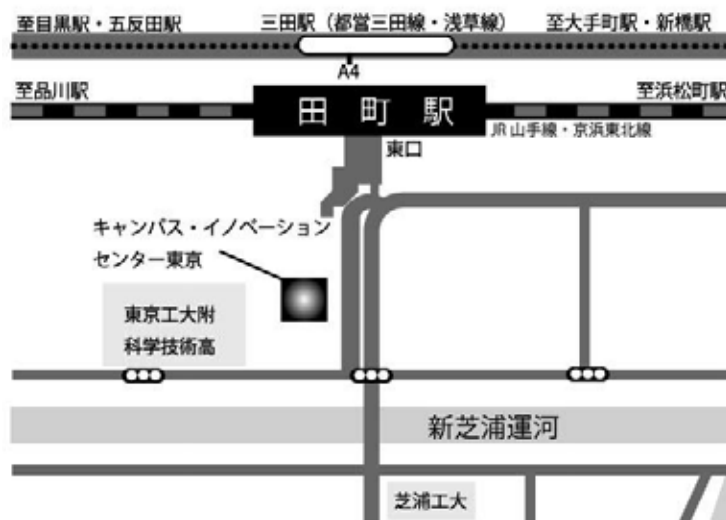 至目黒駅・五反田駅
三田駅（都営三田線・浅草線）
至大手町駅・新橋駅
A4
至品川駅
田町駅
至浜松町駅
JR山手線・京浜東北線
東口
キャンパス・イノベーション
センター東京
東京工大附
科学技術高
新芝浦運河
芝浦工大